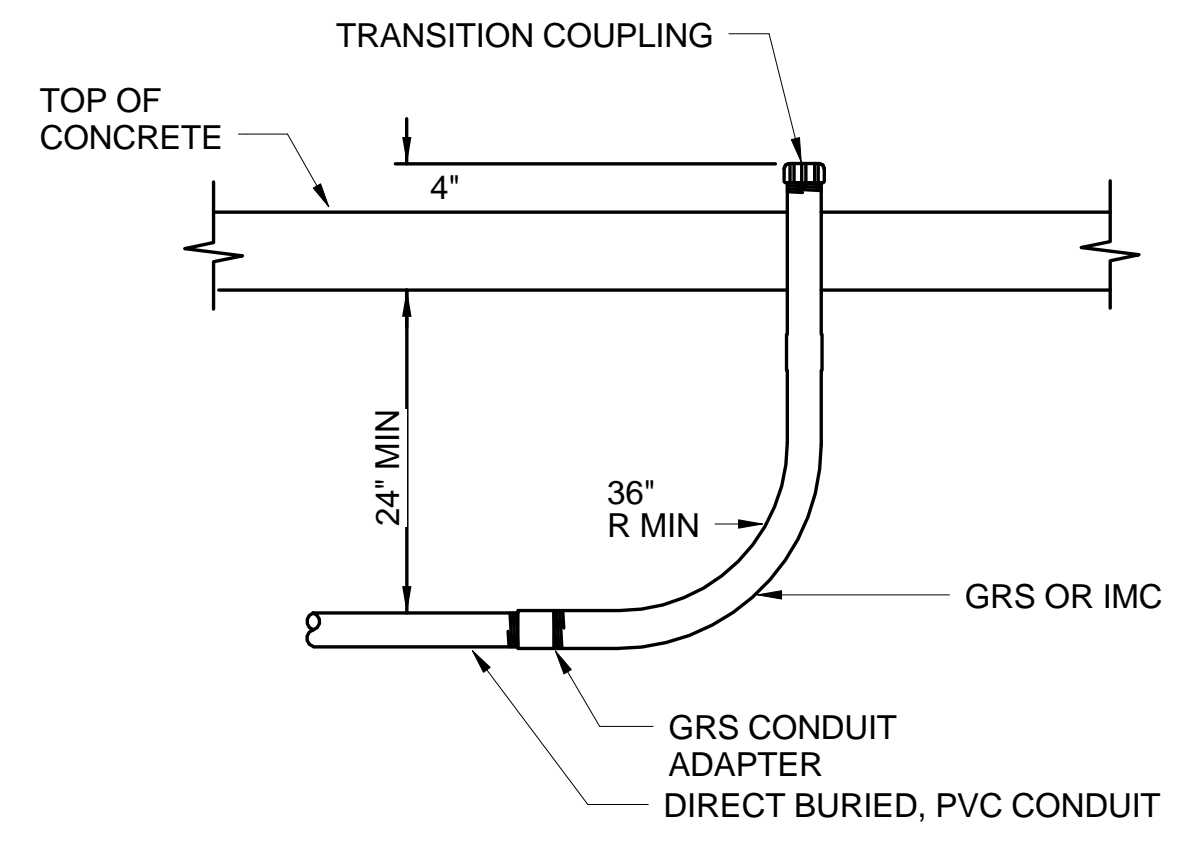 TRANSITION COUPLING
TOP OF
CONCRETE
4"
24" MIN
36"
R MIN
GRS OR IMC
GRS CONDUIT
ADAPTER
DIRECT BURIED, PVC CONDUIT